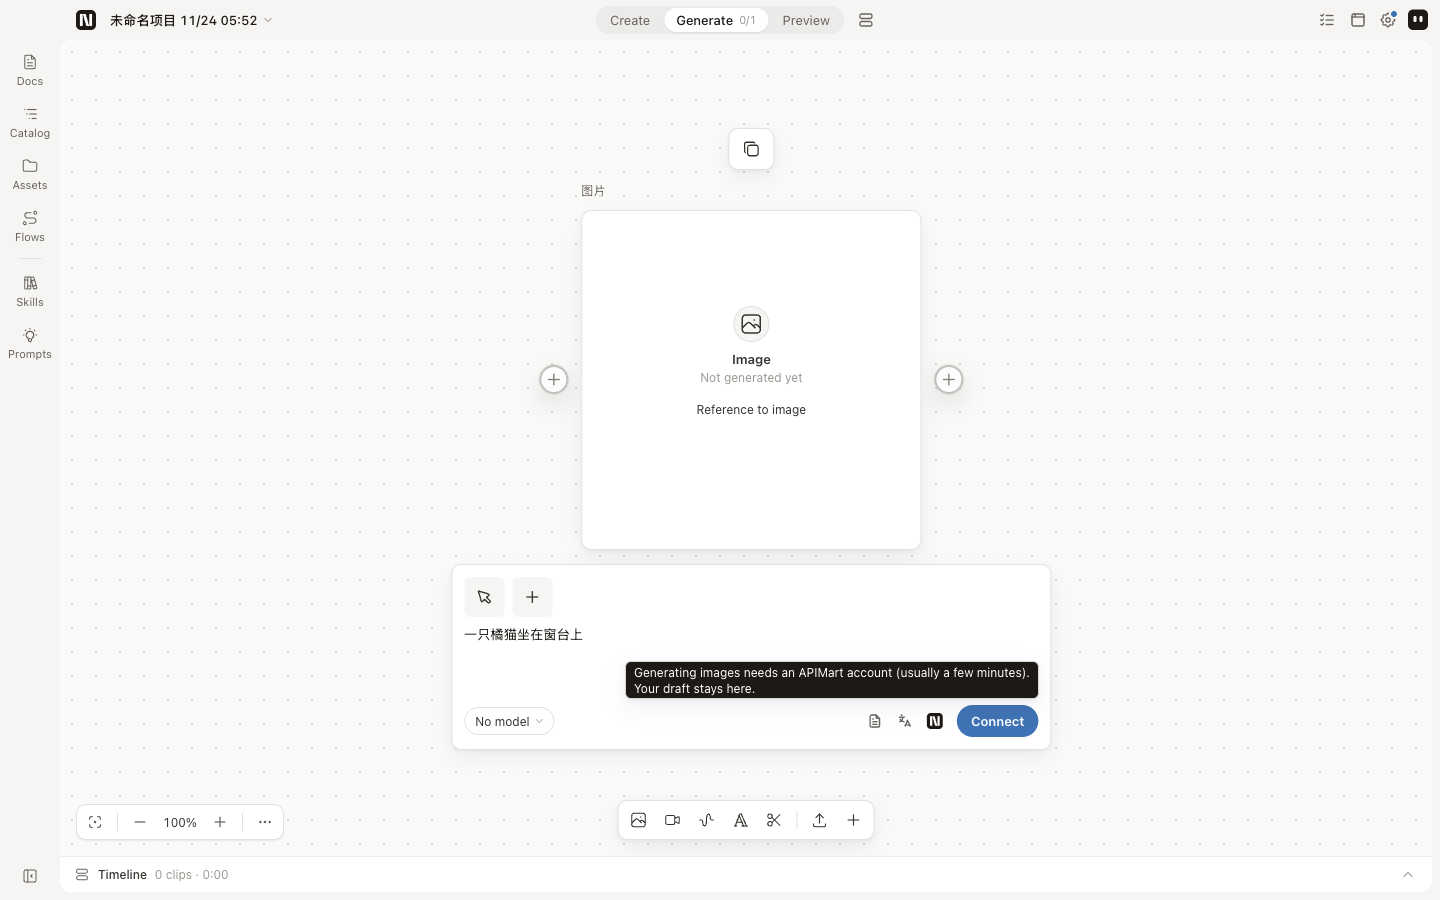 未命名项目 11/24 05:52
Create
Generate 0/1
Preview
Docs
Catalog
Assets
Flows
Skills
Prompts
图片
Image
Not generated yet
Reference to image
一只橘猫坐在窗台上
Generating images needs an APIMart account (usually a few minutes).
Your draft stays here.
No model
Connect
100%
Timeline 0 clips · 0:00